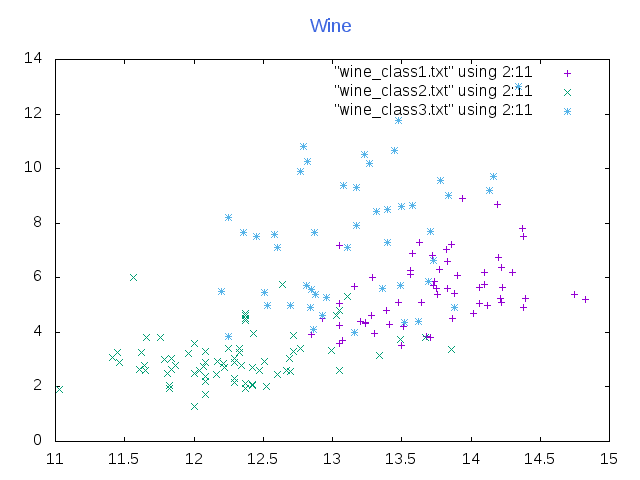 Wine
"wine_class1.txt" using 2:11
"wine_class2.txt" using 2:11
"wine_class3.txt" using 2:11
14
12
10
8
6
4
2
0
11 11.5 12 12.5 13 13.5 14 14.5 15